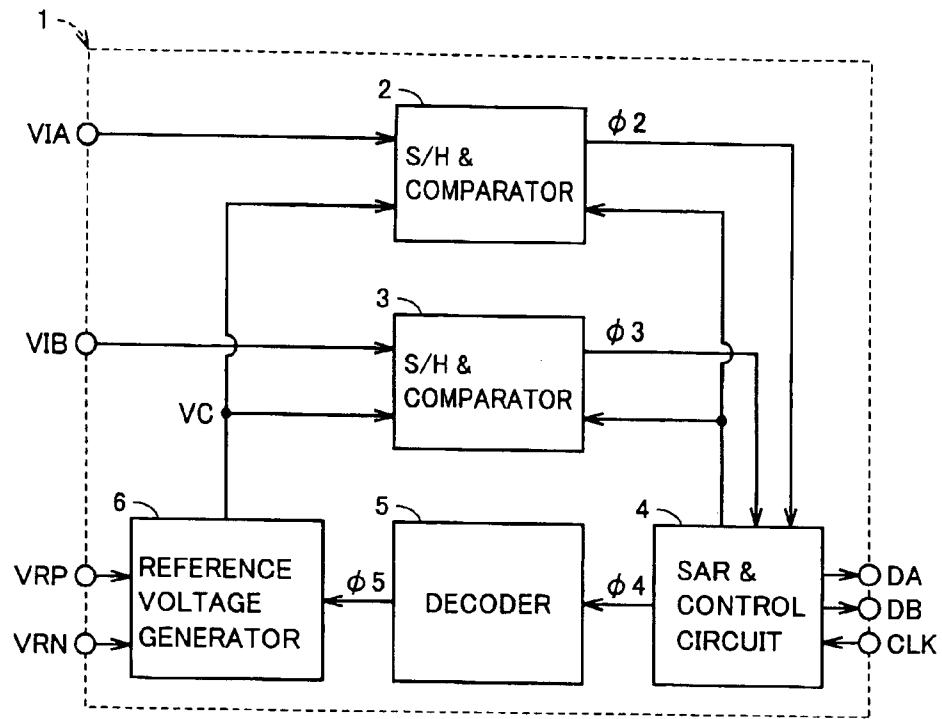 1
2
VIA
S/H &
COMPARATOR
ϕ2
3
VIB
S/H &
COMPARATOR
ϕ3
VC
6
5
4
VRP
VRN
REFERENCE
VOLTAGE
GENERATOR
ϕ5
DECODER
ϕ4
SAR &
CONTROL
CIRCUIT
DA
DB
CLK